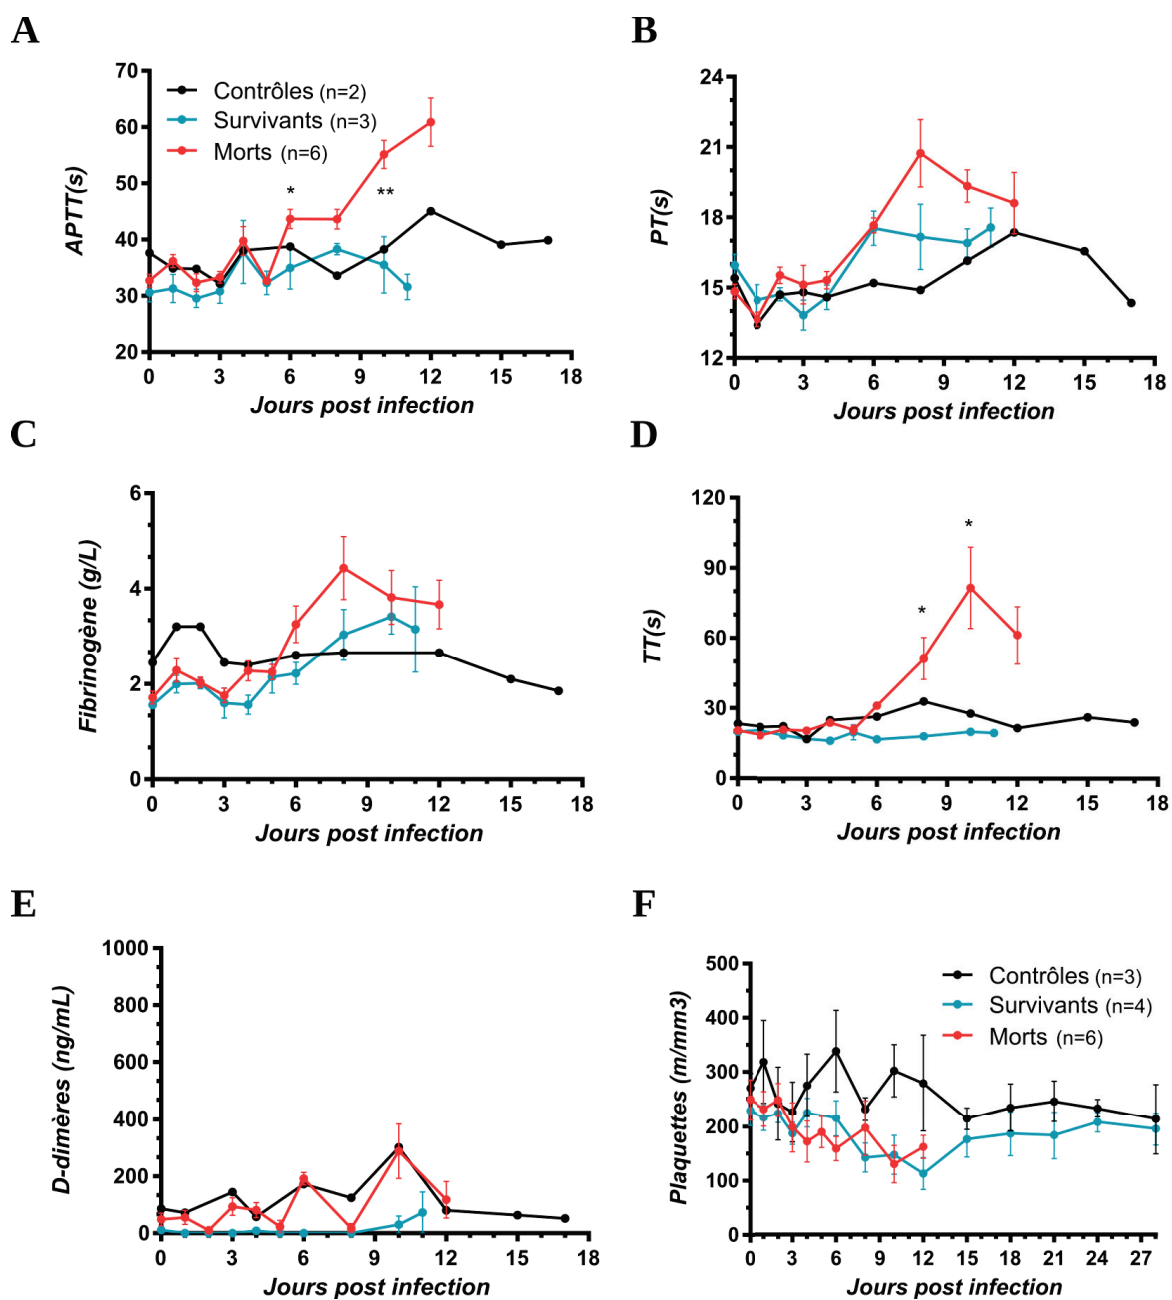 A
B
70
60
50
40
30
20
APTT(s)
Contrôles (n=2)
Survivants (n=3)
Morts (n=6)
*
**
0 3 6 9 12 15 18
Jours post infection
24
21
18
15
12
PT(s)
0 3 6 9 12 15 18
Jours post infection
C
D
6
4
2
0
Fibrinogène (g/L)
0 3 6 9 12 15 18
Jours post infection
120
90
60
30
0
TT(s)
*
*
0 3 6 9 12 15 18
Jours post infection
E
F
1000
800
600
400
200
0
D-dimères (ng/mL)
0 3 6 9 12 15 18
Jours post infection
500
400
300
200
100
0
Plaquettes (m/mm3)
Contrôles (n=3)
Survivants (n=4)
Morts (n=6)
0 3 6 9 12 15 18 21 24 27
Jours post infection